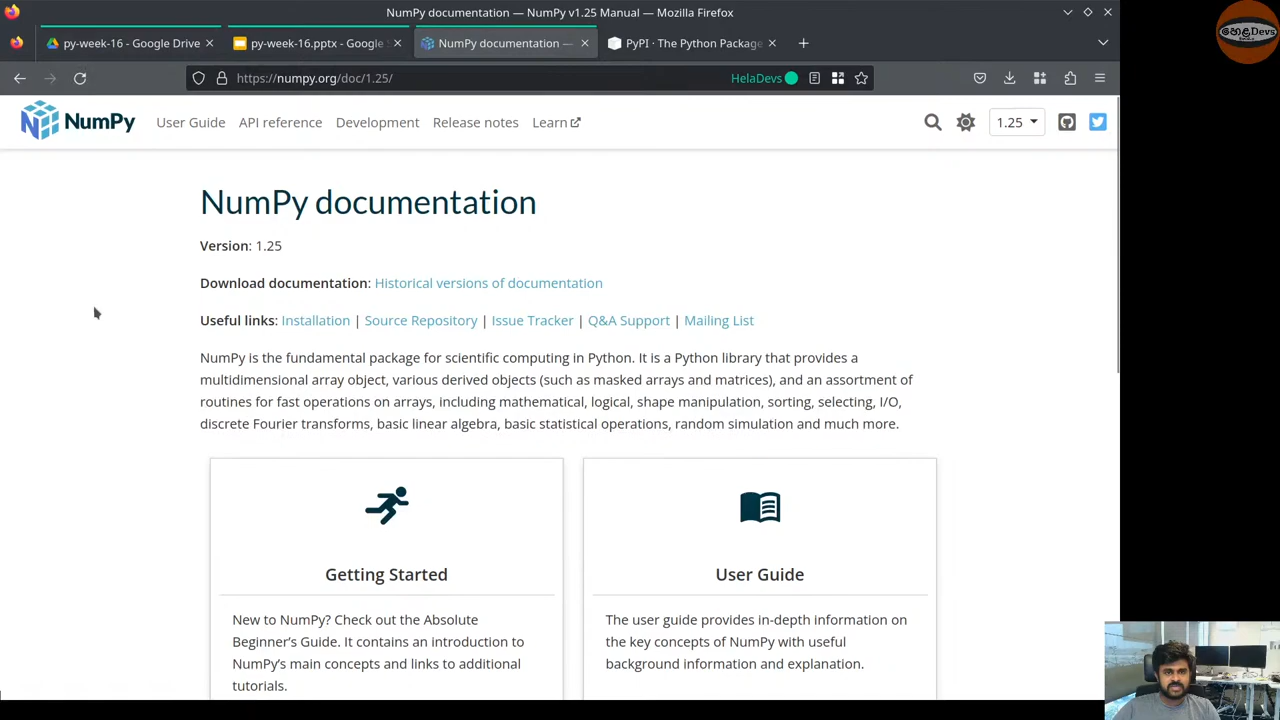 NumPy documentation — NumPy v1.25 Manual — Mozilla Firefox
py-week-16 - Google Drive
py-week-16.pptx - Google
NumPy documentation —
PyPI · The Python Package
https://numpy.org/doc/1.25/
HelaDevs
හෙළDevs
NumPy
User Guide
API reference
Development
Release notes
Learn
1.25
NumPy documentation
Version: 1.25
Download documentation: Historical versions of documentation
Useful links: Installation | Source Repository | Issue Tracker | Q&A Support | Mailing List
NumPy is the fundamental package for scientific computing in Python. It is a Python library that provides a
multidimensional array object, various derived objects (such as masked arrays and matrices), and an assortment of
routines for fast operations on arrays, including mathematical, logical, shape manipulation, sorting, selecting, I/O,
discrete Fourier transforms, basic linear algebra, basic statistical operations, random simulation and much more.
Getting Started
New to NumPy? Check out the Absolute
Beginner's Guide. It contains an introduction to
NumPy's main concepts and links to additional
tutorials.
User Guide
The user guide provides in-depth information on
the key concepts of NumPy with useful
background information and explanation.